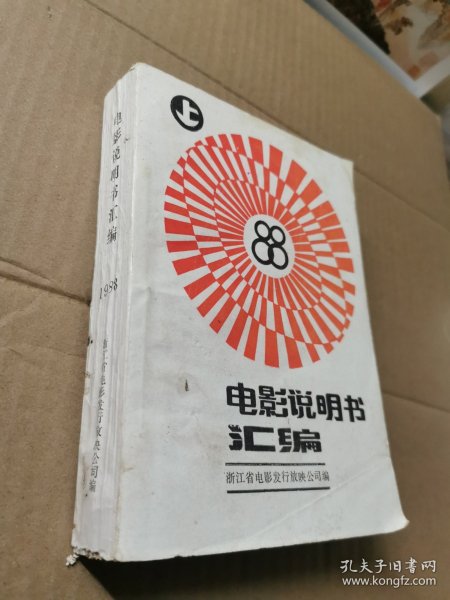 上
88
电影说明书
汇编
浙江省电影发行放映公司编
电影说明书汇编
1988
浙江省电影发行放映公司编
孔夫子旧书网
www.kongfz.com